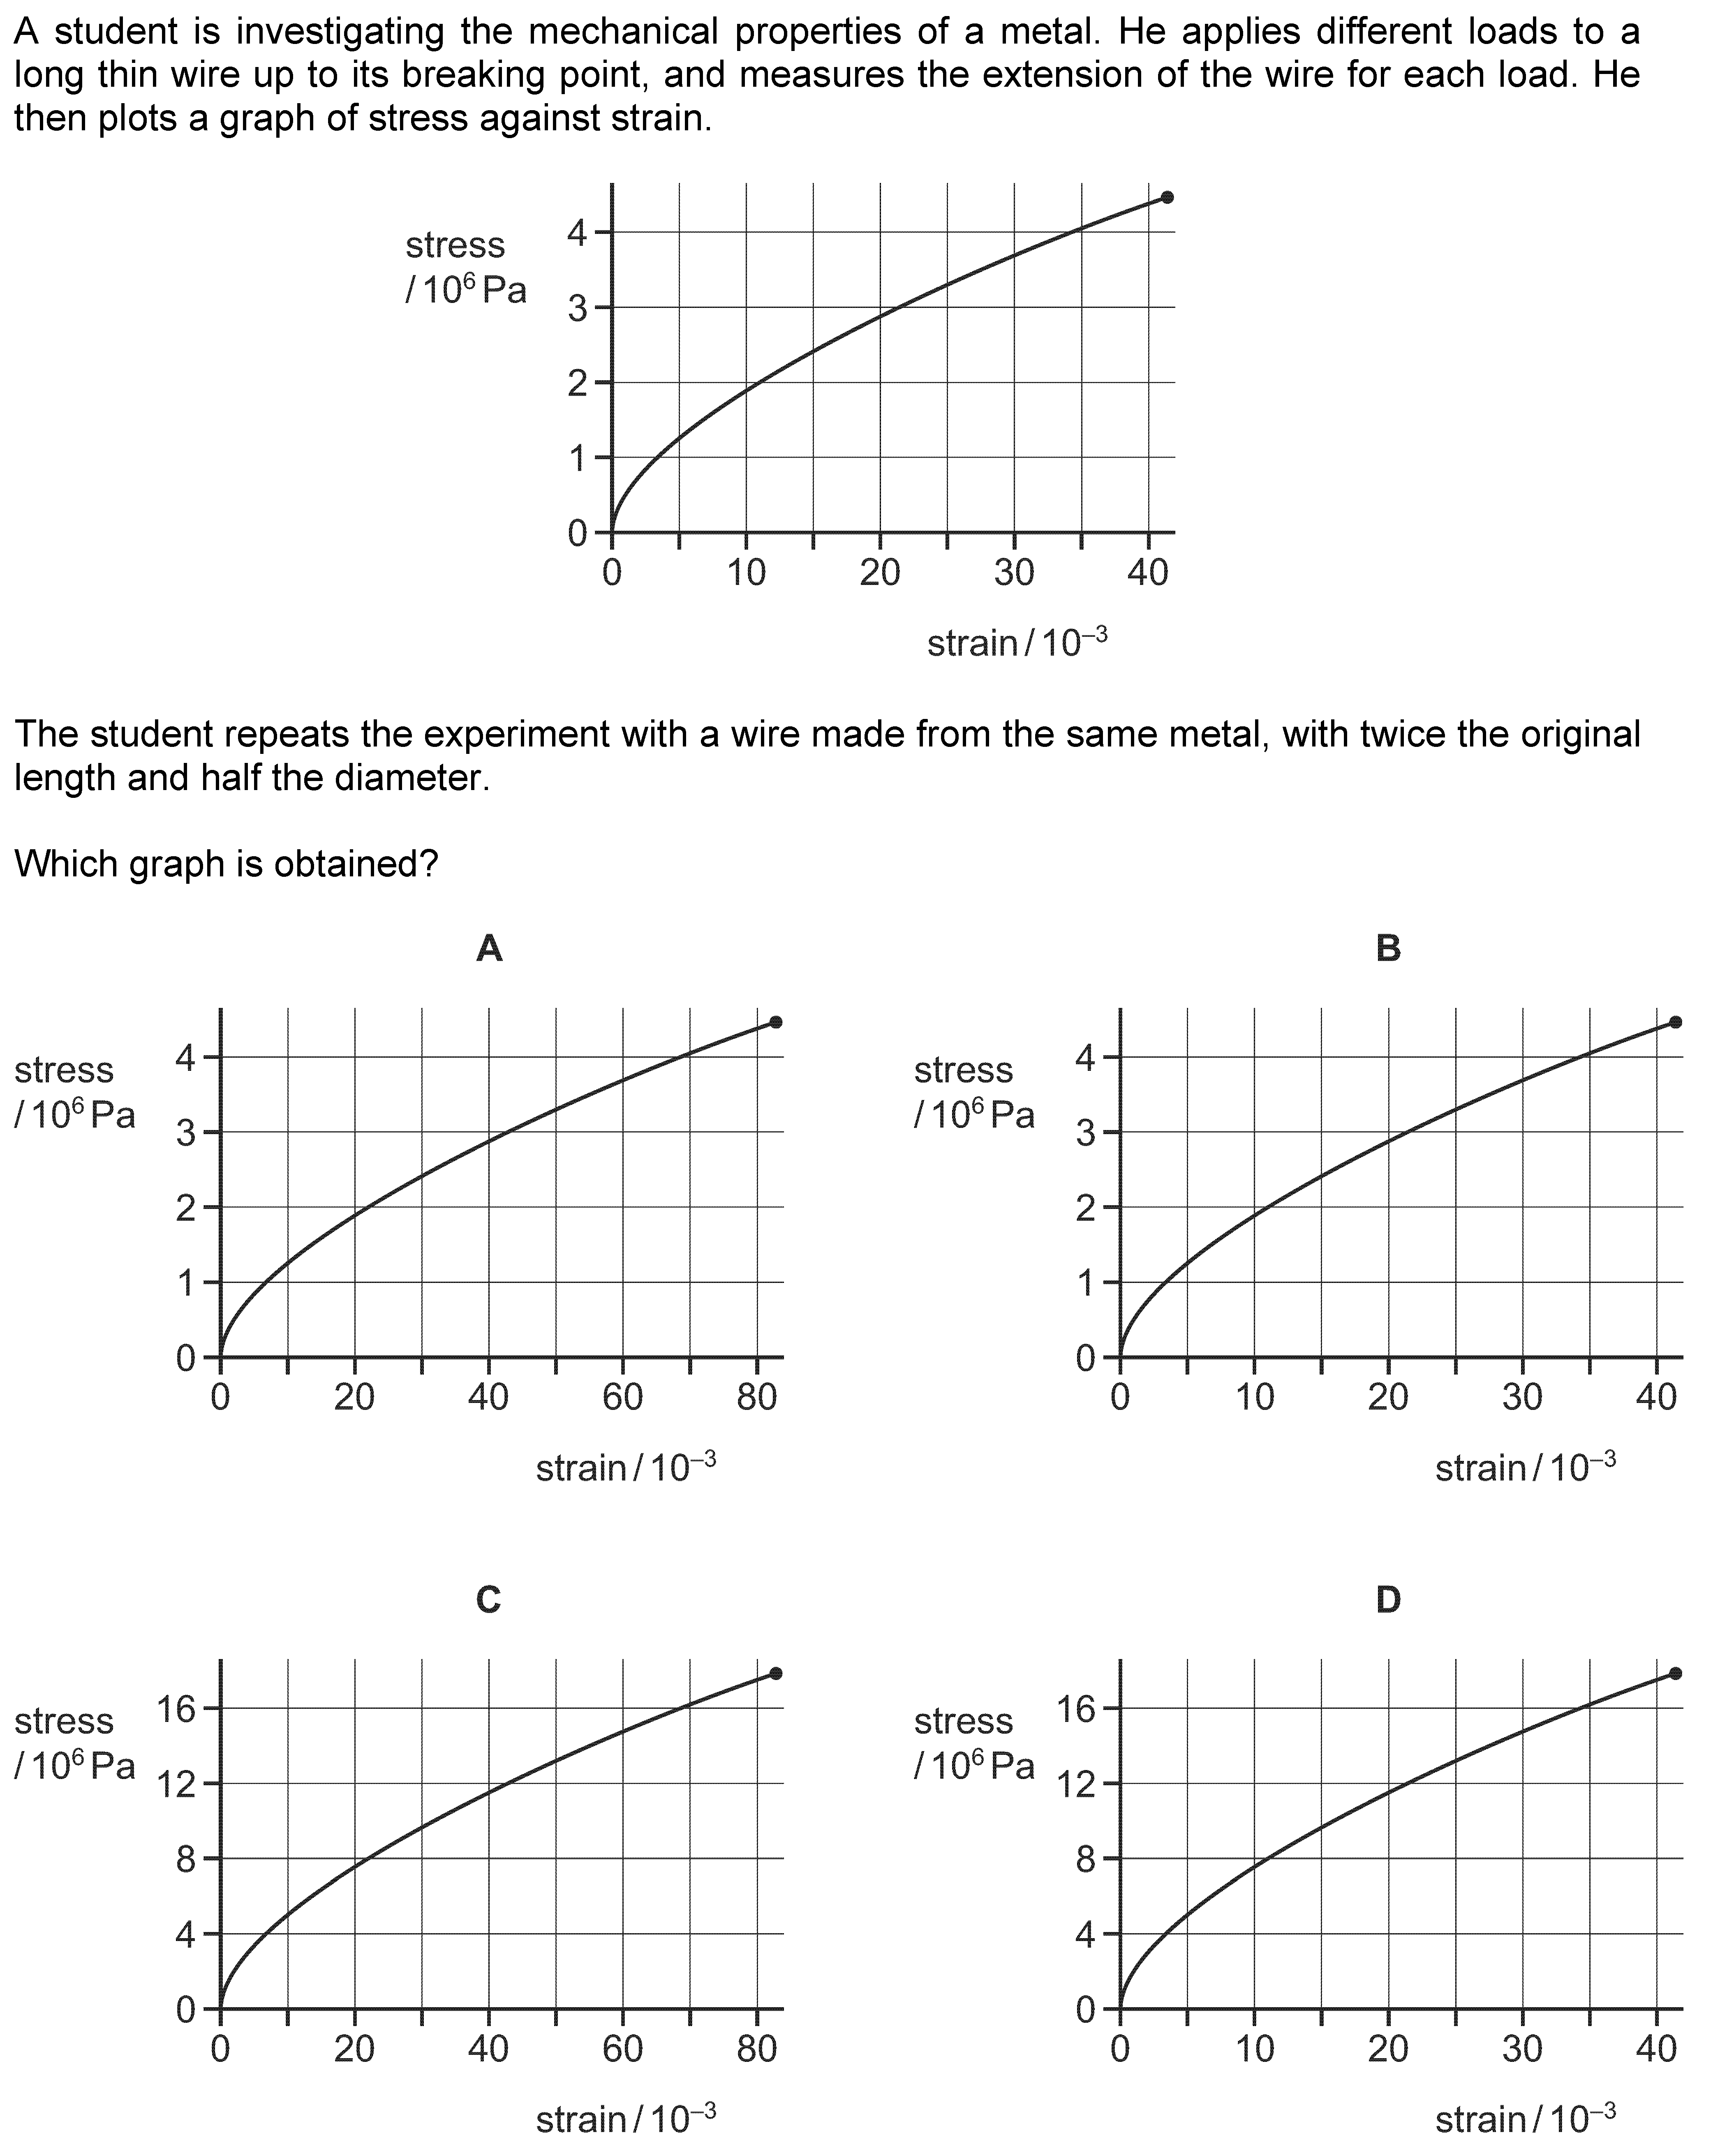 A student is investigating the mechanical properties of a metal. He applies different loads to a
long thin wire up to its breaking point, and measures the extension of the wire for each load. He
then plots a graph of stress against strain.
stress
/ 10⁶ Pa
4
3
2
1
0
0 10 20 30 40
strain / 10⁻³
The student repeats the experiment with a wire made from the same metal, with twice the original
length and half the diameter.
Which graph is obtained?
A
stress
/ 10⁶ Pa
4
3
2
1
0
0 20 40 60 80
strain / 10⁻³
B
stress
/ 10⁶ Pa
4
3
2
1
0
0 10 20 30 40
strain / 10⁻³
C
stress
/ 10⁶ Pa
16
12
8
4
0
0 20 40 60 80
strain / 10⁻³
D
stress
/ 10⁶ Pa
16
12
8
4
0
0 10 20 30 40
strain / 10⁻³